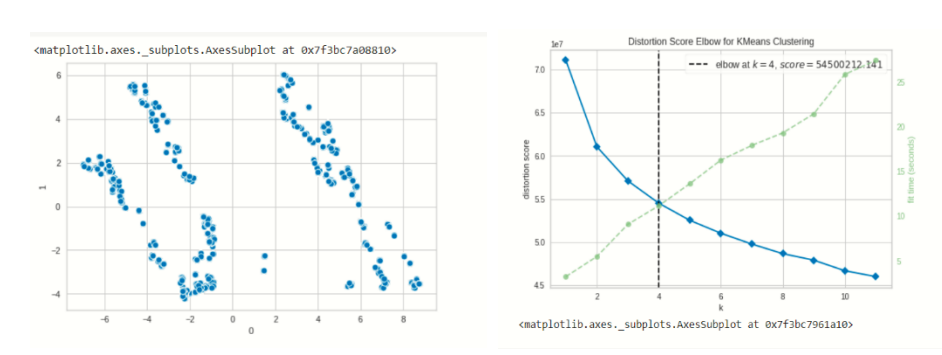 <matplotlib.axes._subplots.AxesSubplot at 0x7f3bc7a08810>
6
4
2
0
−2
−4
1
−6 −4 −2 0 2 4 6 8
0
Distortion Score Elbow for KMeans Clustering
1e7
elbow at k = 4, score = 54500212.141
7.0
6.5
6.0
5.5
5.0
4.5
distortion score
25
20
15
10
5
fit time (seconds)
2 4 6 8 10
k
<matplotlib.axes._subplots.AxesSubplot at 0x7f3bc7961a10>